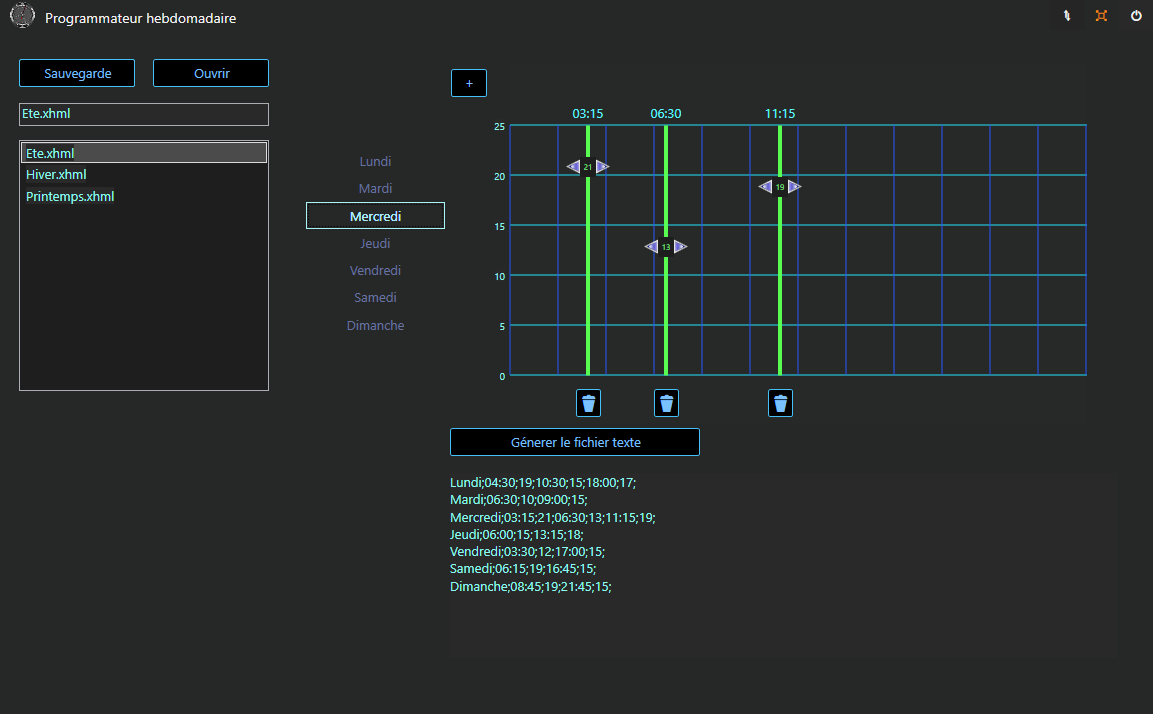 Programmateur hebdomadaire
Sauvegarde
Ouvrir
Ete.xhml
Ete.xhml
Hiver.xhml
Printemps.xhml
Lundi
Mardi
Mercredi
Jeudi
Vendredi
Samedi
Dimanche
+
03:15 06:30 11:15
25
20
15
10
5
0
21
19
13
Génerer le fichier texte
Lundi;04:30;19;10:30;15;18:00;17;
Mardi;06:30;10;09:00;15;
Mercredi;03:15;21;06:30;13;11:15;19;
Jeudi;06:00;15;13:15;18;
Vendredi;03:30;12;17:00;15;
Samedi;06:15;19;16:45;15;
Dimanche;08:45;19;21:45;15;